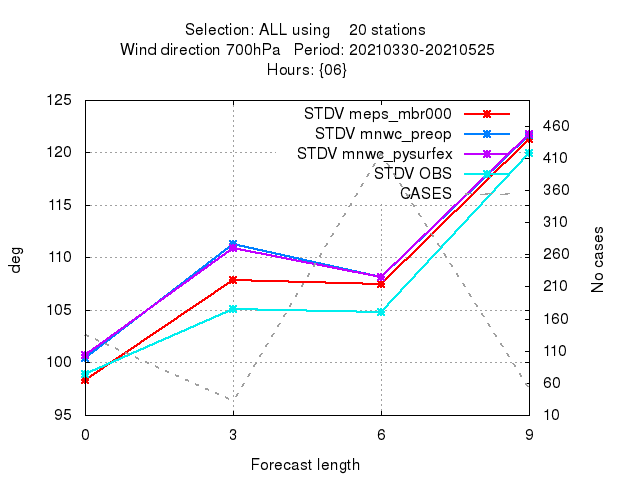 Selection: ALL using    20 stations
Wind direction 700hPa   Period: 20210330-20210525
Hours: {06}
STDV meps_mbr000
STDV mnwc_preop
STDV mnwc_pysurfex
STDV OBS
CASES
125
120
115
110
105
100
95
deg
460
410
360
310
260
210
160
110
60
10
No cases
0 3 6 9
Forecast length